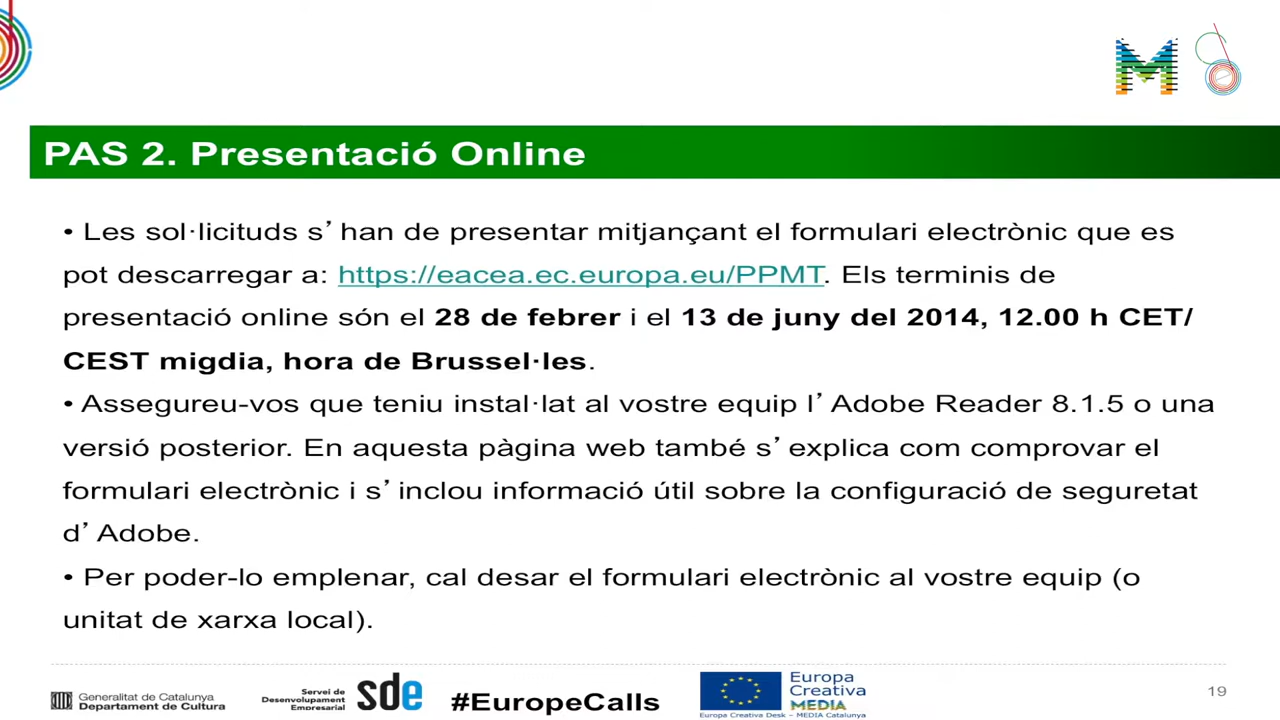 PAS 2. Presentació Online
• Les sol·licituds s’ han de presentar mitjançant el formulari electrònic que es
pot descarregar a: https://eacea.ec.europa.eu/PPMT. Els terminis de
presentació online són el 28 de febrer i el 13 de juny del 2014, 12.00 h CET/
CEST migdia, hora de Brussel·les.
• Assegureu-vos que teniu instal·lat al vostre equip l’ Adobe Reader 8.1.5 o una
versió posterior. En aquesta pàgina web també s’ explica com comprovar el
formulari electrònic i s’ inclou informació útil sobre la configuració de seguretat
d’ Adobe.
• Per poder-lo emplenar, cal desar el formulari electrònic al vostre equip (o
unitat de xarxa local).
Generalitat de Catalunya
Departament de Cultura
Servei de
Desenvolupament
Empresarial
sde
#EuropeCalls
Europa
Creativa
MEDIA
Europa Creative Desk – MEDIA Catalunya
19